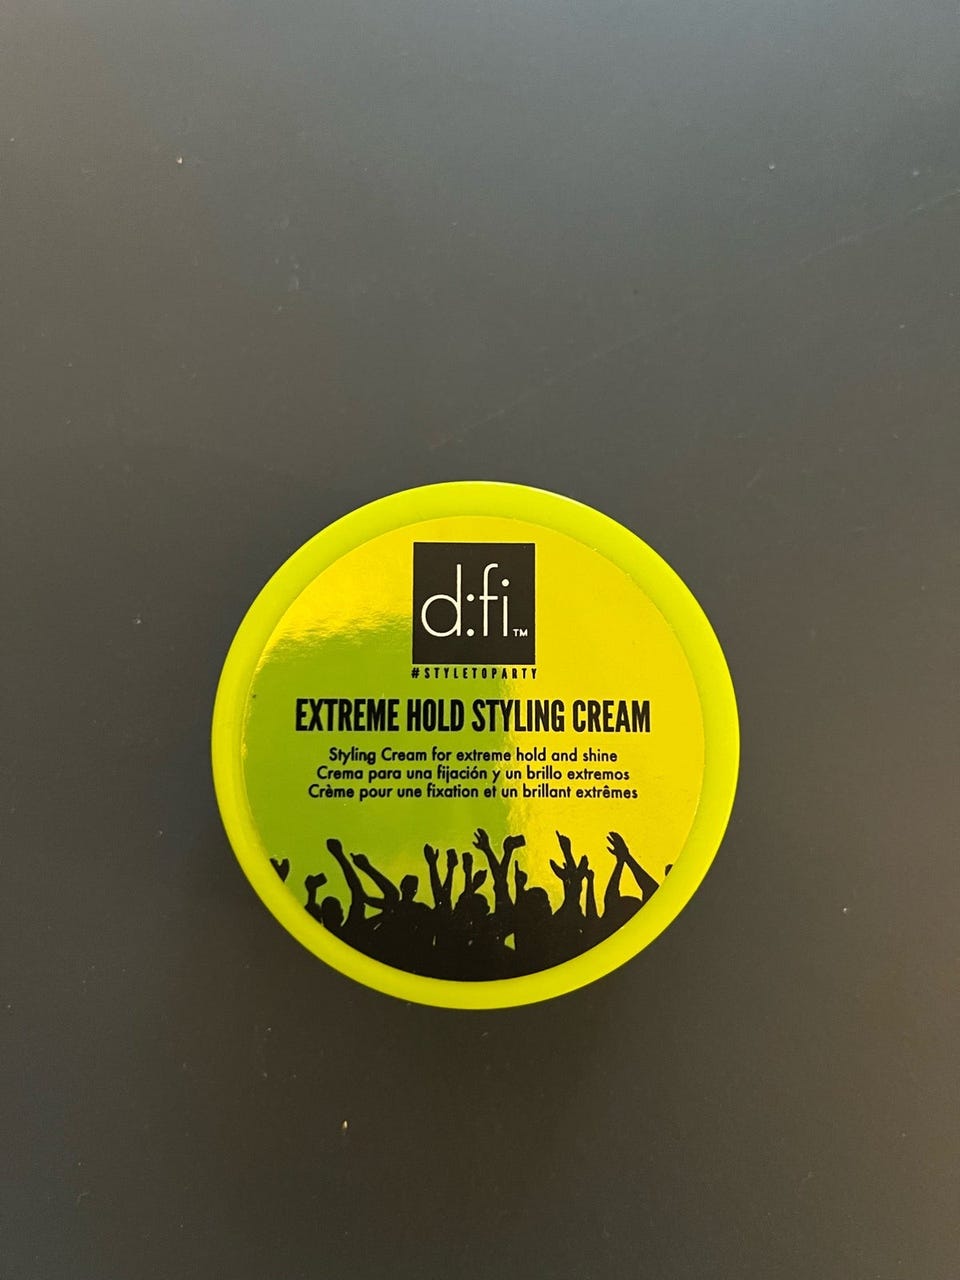 d:fi™
#STYLETOPARTY
EXTREME HOLD STYLING CREAM
Styling Cream for extreme hold and shine
Crema para una fijación y un brillo extremos
Crème pour une fixation et un brillant extrêmes